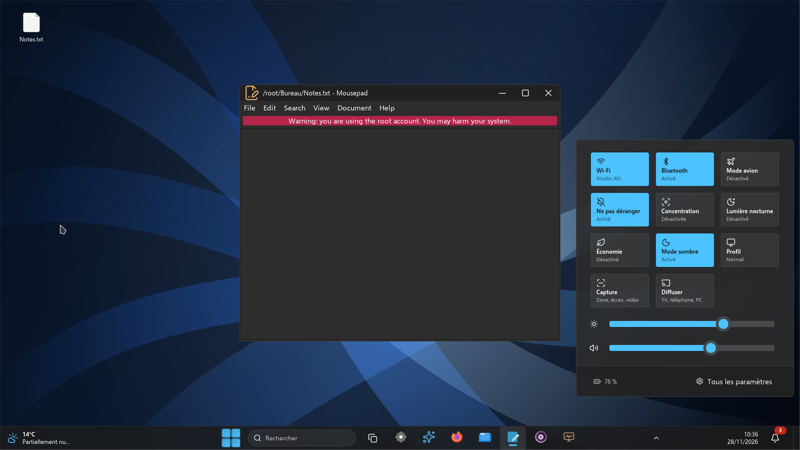 Notes.txt
/root/Bureau/Notes.txt - Mousepad
File Edit Search View Document Help
Warning: you are using the root account. You may harm your system.
Wi-Fi
Studio-XII
Bluetooth
Activé
Mode avion
Désactivé
Ne pas déranger
Activé
Concentration
Désactivée
Lumière nocturne
Désactivé
Économie
Désactivé
Mode sombre
Activé
Profil
Normal
Capture
Zone, écran, vidéo
Diffuser
TV, téléphone, PC
76 %
Tous les paramètres
14°C
Partiellement nu...
Rechercher
10:36
28/11/2026
3